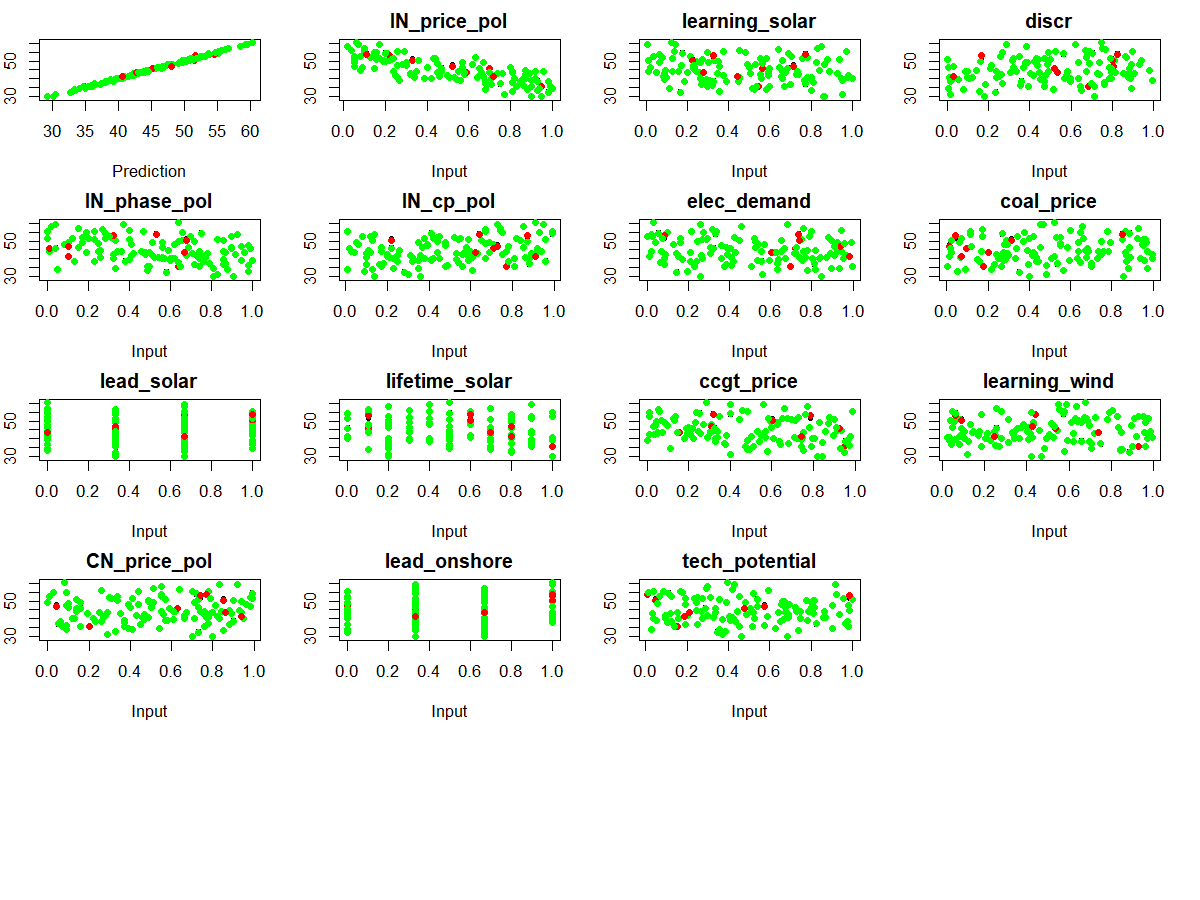 IN_price_pol learning_solar discr
30 50 30 50 30 50 30 50
30 35 40 45 50 55 60 0.0 0.2 0.4 0.6 0.8 1.0 0.0 0.2 0.4 0.6 0.8 1.0 0.0 0.2 0.4 0.6 0.8 1.0
Prediction Input Input Input
IN_phase_pol IN_cp_pol elec_demand coal_price
30 50 30 50 30 50 30 50
0.0 0.2 0.4 0.6 0.8 1.0 0.0 0.2 0.4 0.6 0.8 1.0 0.0 0.2 0.4 0.6 0.8 1.0 0.0 0.2 0.4 0.6 0.8 1.0
Input Input Input Input
lead_solar lifetime_solar ccgt_price learning_wind
30 50 30 50 30 50 30 50
0.0 0.2 0.4 0.6 0.8 1.0 0.0 0.2 0.4 0.6 0.8 1.0 0.0 0.2 0.4 0.6 0.8 1.0 0.0 0.2 0.4 0.6 0.8 1.0
Input Input Input Input
CN_price_pol lead_onshore tech_potential
30 50 30 50 30 50
0.0 0.2 0.4 0.6 0.8 1.0 0.0 0.2 0.4 0.6 0.8 1.0 0.0 0.2 0.4 0.6 0.8 1.0
Input Input Input